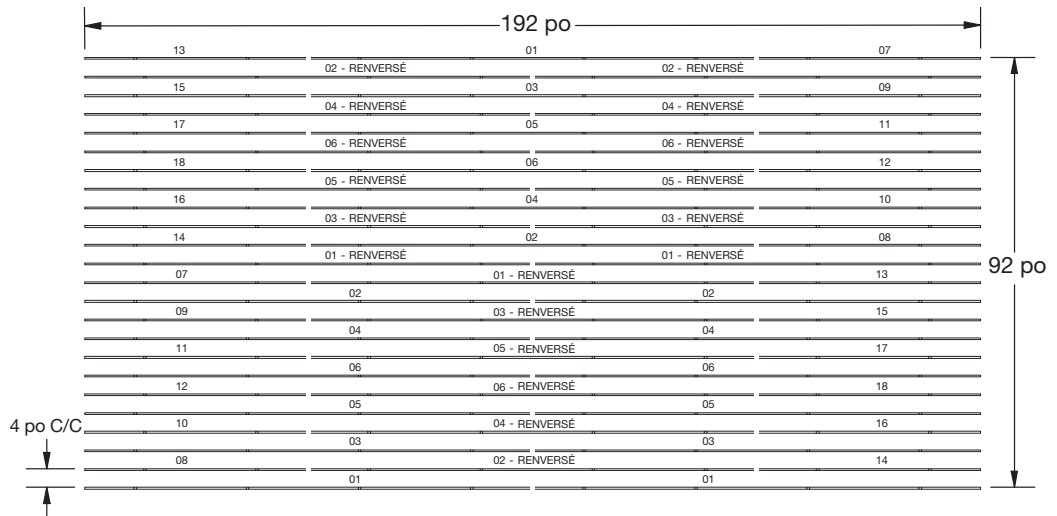 192 po
13 01 07
02 - RENVERSÉ 02 - RENVERSÉ
15 03 09
04 - RENVERSÉ 04 - RENVERSÉ
17 05 11
06 - RENVERSÉ 06 - RENVERSÉ
18 06 12
05 - RENVERSÉ 05 - RENVERSÉ
16 04 10
03 - RENVERSÉ 03 - RENVERSÉ
14 02 08
01 - RENVERSÉ 01 - RENVERSÉ
92 po
07 01 - RENVERSÉ 13
02 02
09 03 - RENVERSÉ 15
04 04
11 05 - RENVERSÉ 17
06 06
12 06 - RENVERSÉ 18
05 05
4 po C/C
10 04 - RENVERSÉ 16
03 03
08 02 - RENVERSÉ 14
01 01